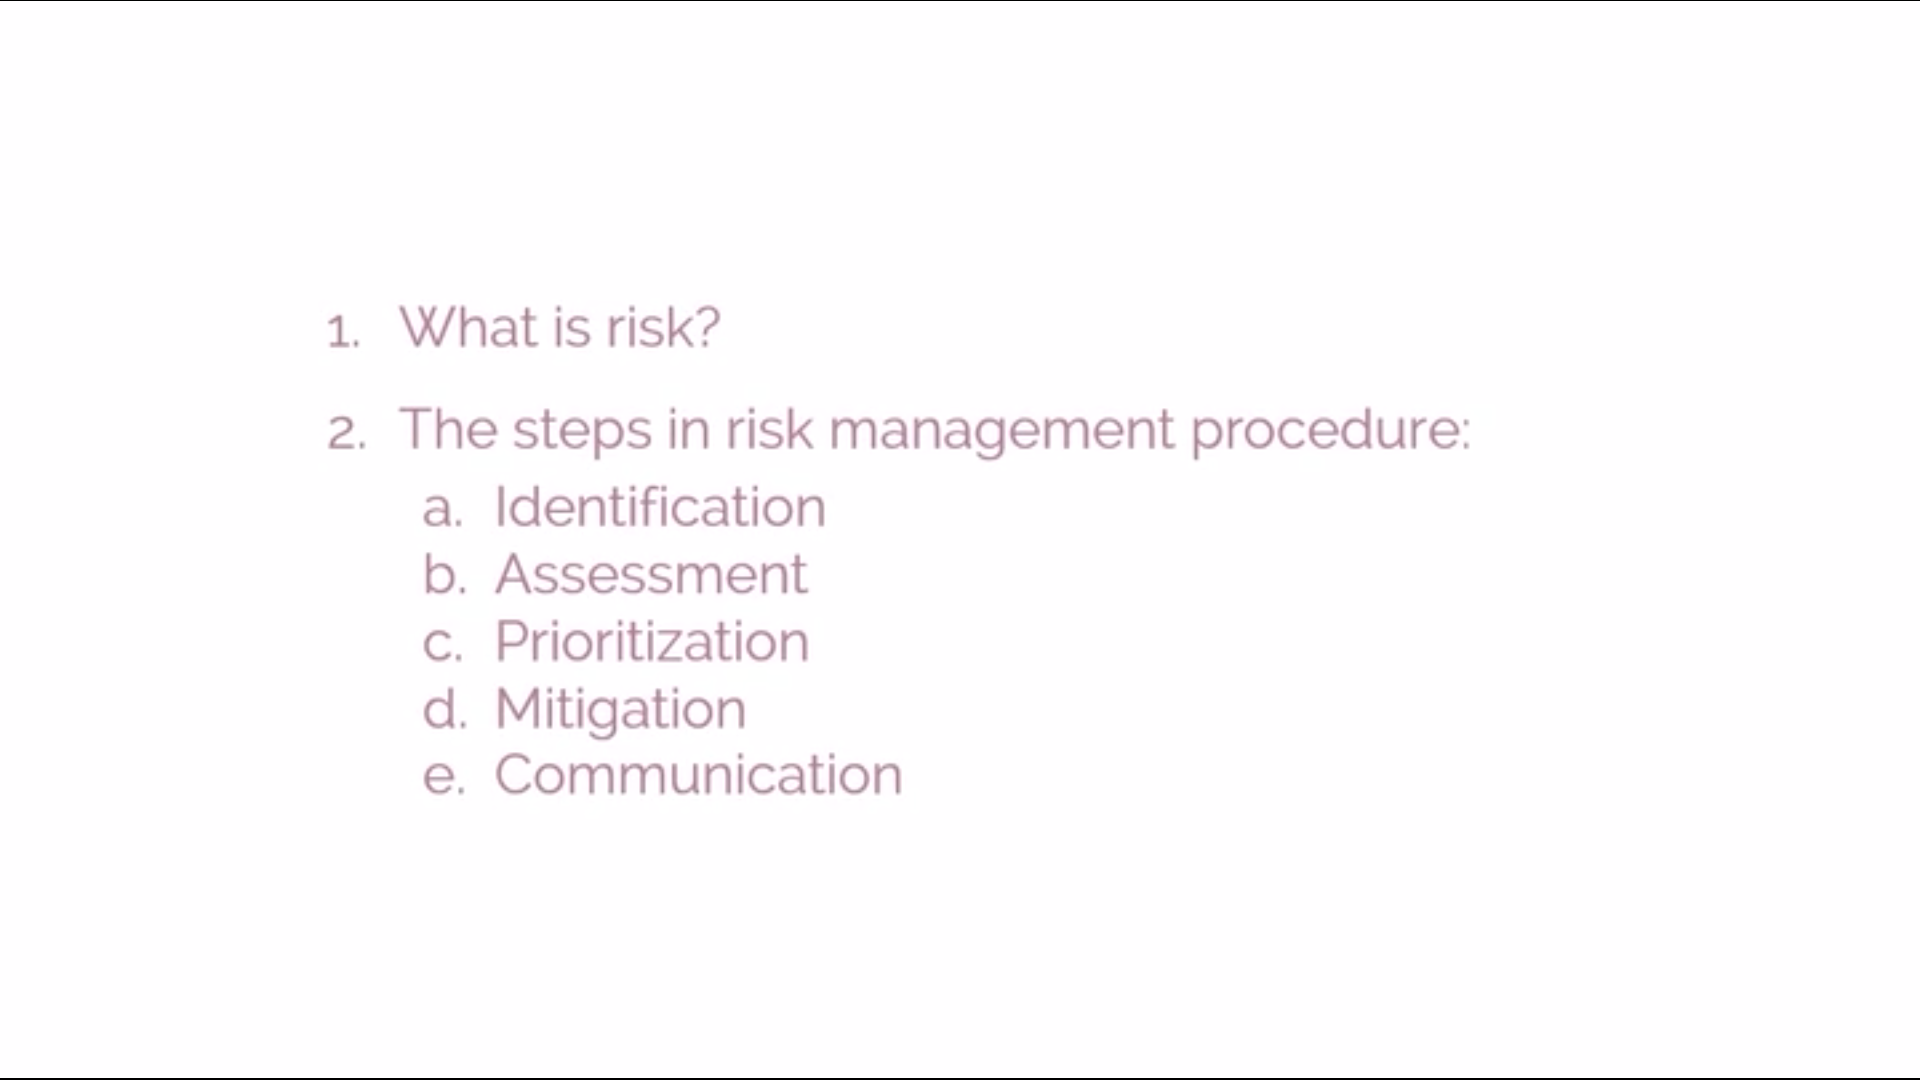 1. What is risk?
2. The steps in risk management procedure:
a. Identification
b. Assessment
c. Prioritization
d. Mitigation
e. Communication